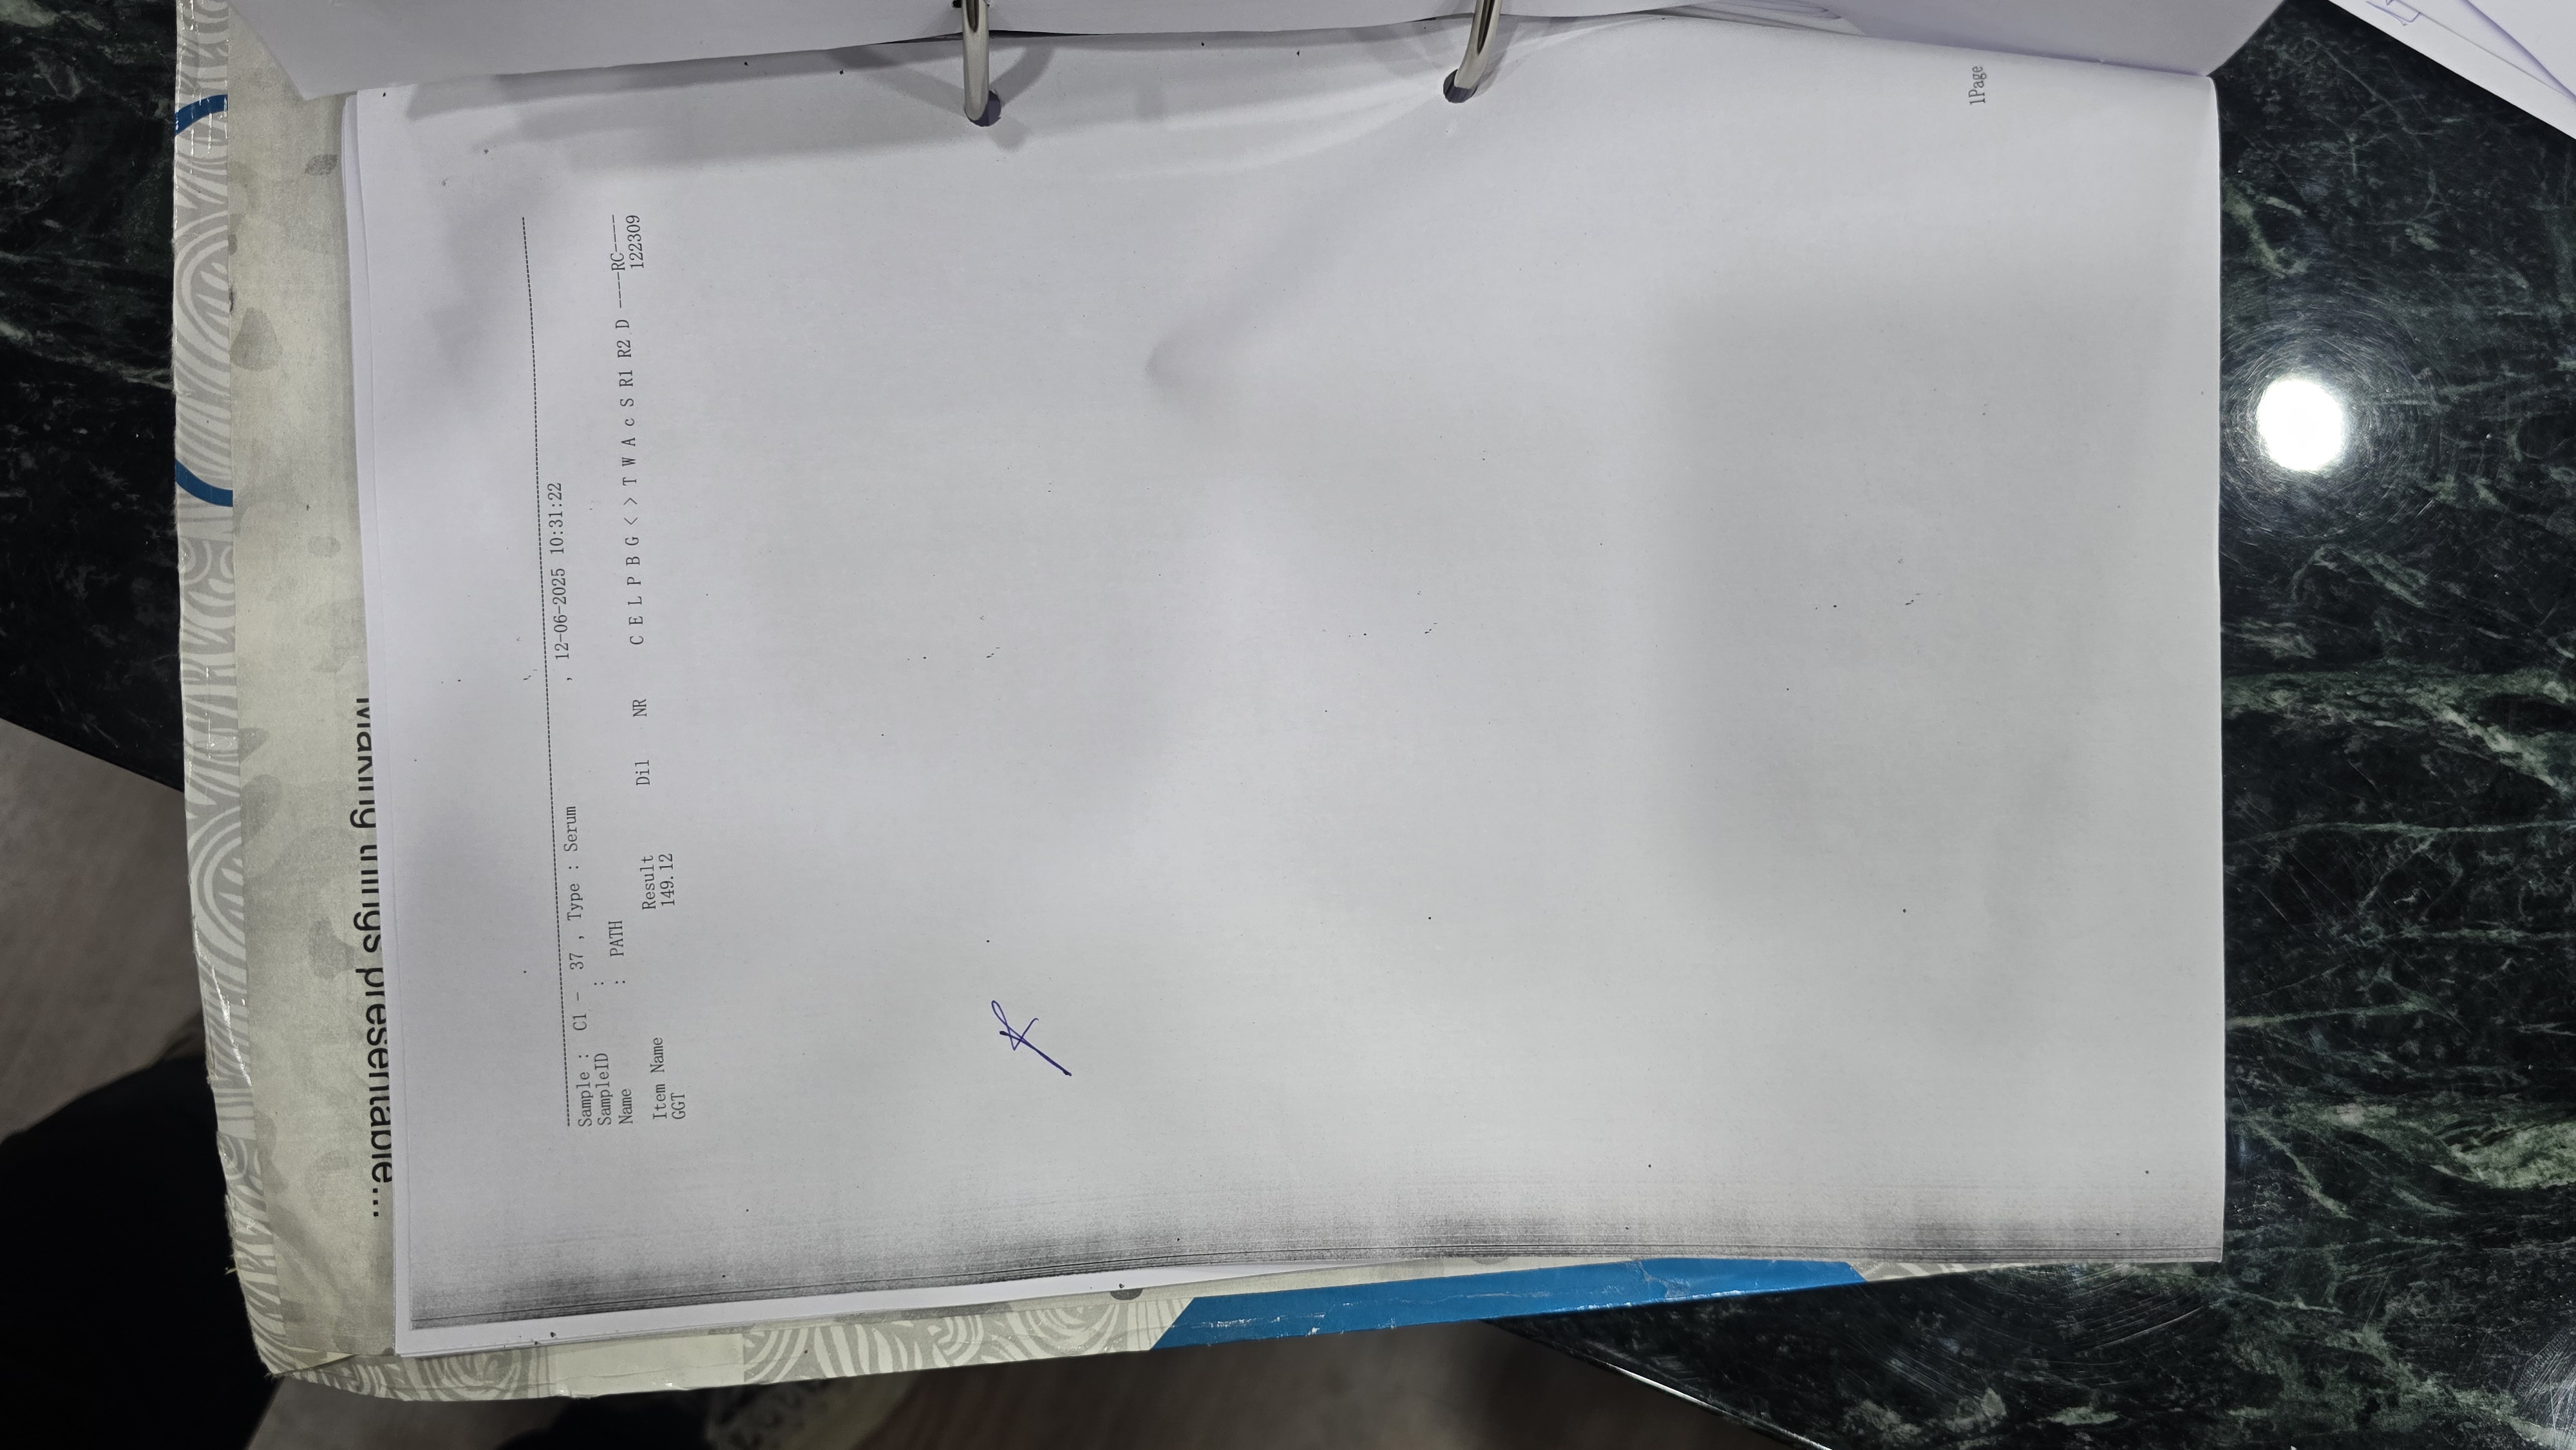 Making things presentable...
Sample : C1 - 37 , Type : Serum , 12-06-2025 10:31:22
SampleID :
Name : PATH
Item Name Result Dil NR C E L P B G < > T W A c S R1 R2 D ----RC----
GGT 149.12 122309
1Page